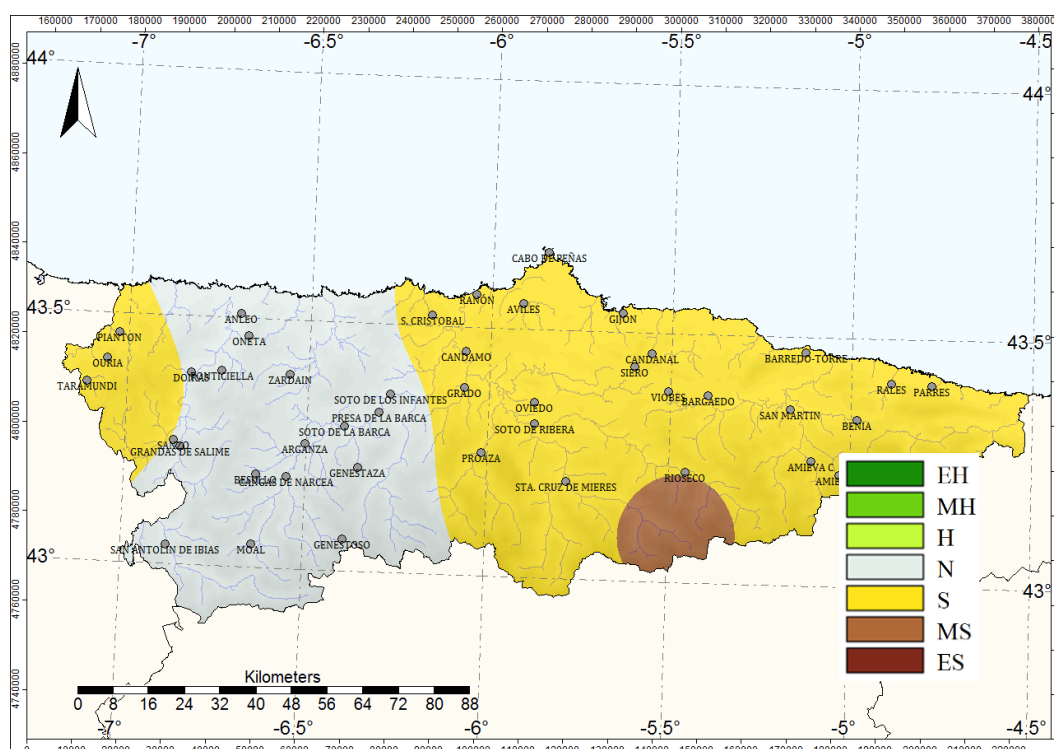 160000 170000 180000 190000 200000 210000 220000 230000 240000 250000 260000 270000 280000 290000 300000 310000 320000 330000 340000 350000 360000 370000 380000
-7° -6.5° -6° -5.5° -5° -4.5°
4880000
44° 44°
4860000
4840000
CABO DE PEÑAS
RANÓN
43.5° AVILES
ANLEO S. CRISTOBAL GIJON
4820000
PIANTON ONETA 43.5°
OURIA CANDAMO CANDANAL BARREDO-TORRE
DOIRAS PONTICIELLA SIERO
TARAMUNDI ZARDAIN GRADO RALES PARRES
SOTO DE LOS INFANTES VIOBES BARGAEDO
OVIEDO SAN MARTIN
PRESA DE LA BARCA
4800000
SOTO DE LA BARCA SOTO DE RIBERA BENIA
GRANDAS DE SALIME ARGANZA PROAZA
GENESTAZA AMIEVA C
CANGAS DE NARCEA STA. CRUZ DE MIERES RIOSECO AMIE
EH
MH
4780000
H
SAN ANTOLIN DE IBIAS MOAL GENESTOSO
43° N
43°
S
4760000
MS
ES
Kilometers
0 8 16 24 32 40 48 56 64 72 80 88
4740000
-7° -6.5° -6° -5.5° -5° -4.5°